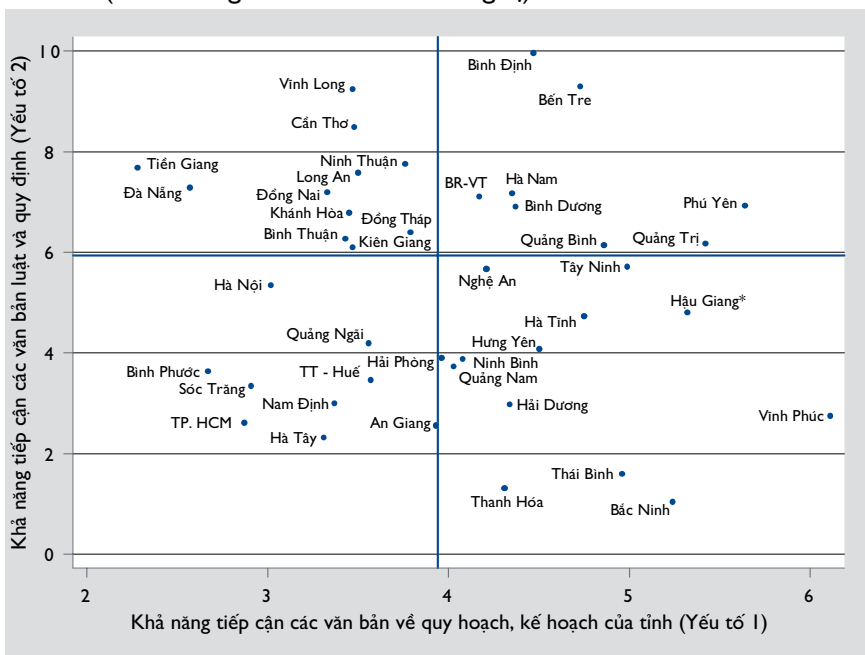 10
8
6
4
2
0
Khả năng tiếp cận các văn bản luật và quy định (Yếu tố 2)
Bình Định
Vĩnh Long
Bến Tre
Cần Thơ
Tiền Giang
Ninh Thuận
Long An
Đà Nẵng
Đồng Nai
BR-VT
Hà Nam
Bình Dương
Phú Yên
Khánh Hòa
Đồng Tháp
Bình Thuận
Kiên Giang
Quảng Bình
Quảng Trị
Tây Ninh
Nghệ An
Hà Nội
Hậu Giang*
Hà Tĩnh
Quảng Ngãi
Hưng Yên
Hải Phòng
Ninh Bình
Bình Phước
TT - Huế
Quảng Nam
Sóc Trăng
Nam Định
Hải Dương
TP. HCM
An Giang
Vĩnh Phúc
Hà Tây
Thái Bình
Thanh Hóa
Bắc Ninh
2 3 4 5 6
Khả năng tiếp cận các văn bản về quy hoạch, kế hoạch của tỉnh (Yếu tố 1)